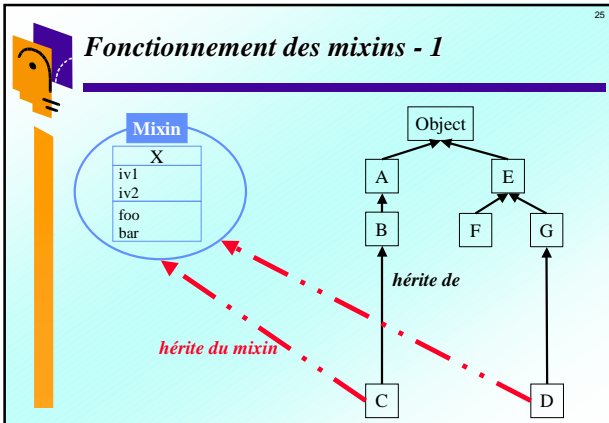 25
Fonctionnement des mixins - 1
Mixin
X
iv1
iv2
foo
bar
Object
A
E
B
F
G
hérite de
hérite du mixin
C
D